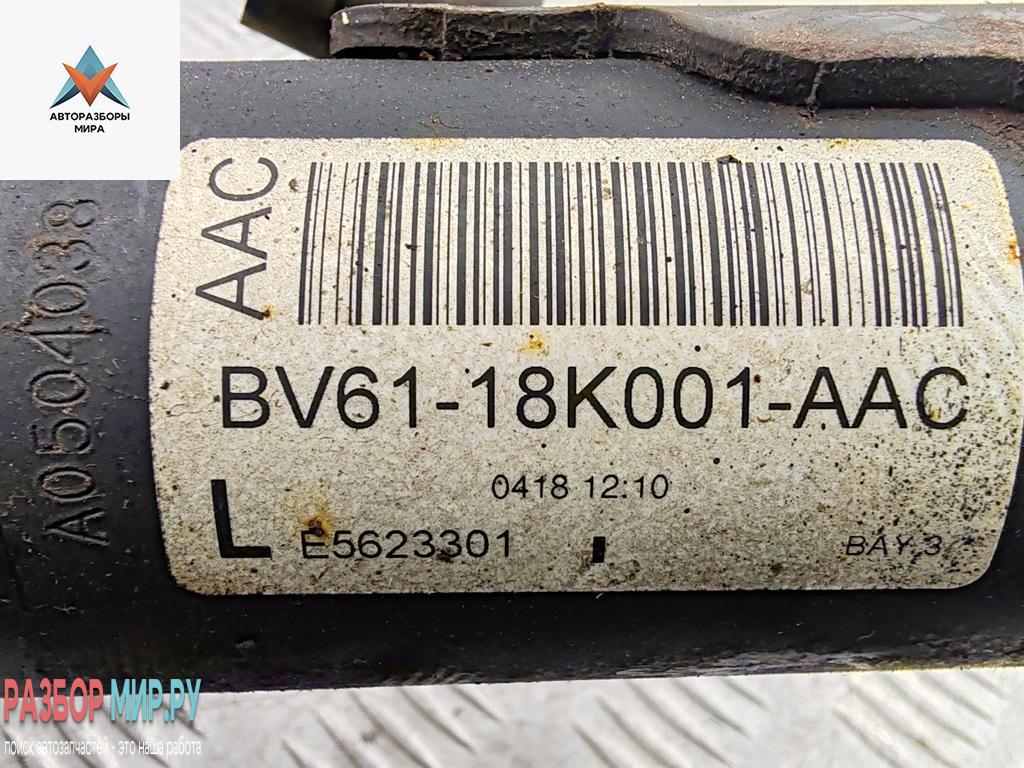 АВТОРАЗБОРЫ
МИРА
A0504038
AAC
BV61-18K001-AAC
0418 12:10
L
E5623301
BAY 3
РАЗБОР МИР.РУ
поиск автозапчастей - это наша работа